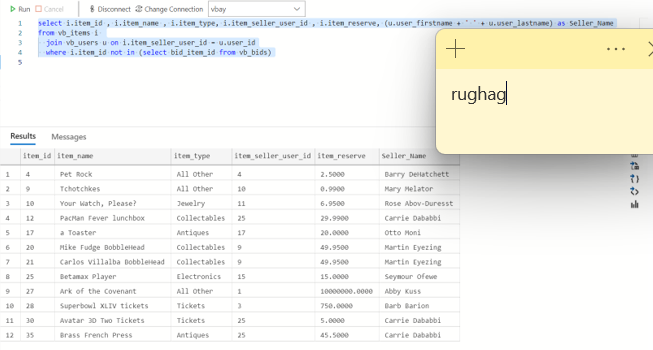 Run Cancel Disconnect Change Connection vbay
1 select i.item_id , i.item_name , i.item_type, i.item_seller_user_id , i.item_reserve, (u.user_firstname + ' ' + u.user_lastname) as Seller_Name
2 from vb_items i
3 join vb_users u on i.item_seller_user_id = u.user_id
4 where i.item_id not in (select bid_item_id from vb_bids)
5
rughag
Results Messages
item_id item_name item_type item_seller_user_id item_reserve Seller_Name
1 4 Pet Rock All Other 4 2.5000 Barry DeHatchett
2 9 Tchotchkes All Other 10 0.9900 Mary Melator
3 10 Your Watch, Please? Jewelry 11 6.9500 Rose Abov-Duresst
4 12 PacMan Fever lunchbox Collectables 25 29.9900 Carrie Dababbi
5 17 a Toaster Antiques 17 20.0000 Otto Moni
6 20 Mike Fudge BobbleHead Collectables 9 49.9500 Martin Eyezing
7 21 Carlos Villalba BobbleHead Collectables 9 49.9500 Martin Eyezing
8 25 Betamax Player Electronics 15 15.0000 Seymour Ofewe
9 27 Ark of the Covenant All Other 1 10000000.0000 Abby Kuss
10 28 Superbowl XLIV tickets Tickets 3 750.0000 Barb Barion
11 30 Avatar 3D Two Tickets Tickets 25 5.0000 Carrie Dababbi
12 35 Brass French Press Antiques 25 45.5000 Carrie Dababbi